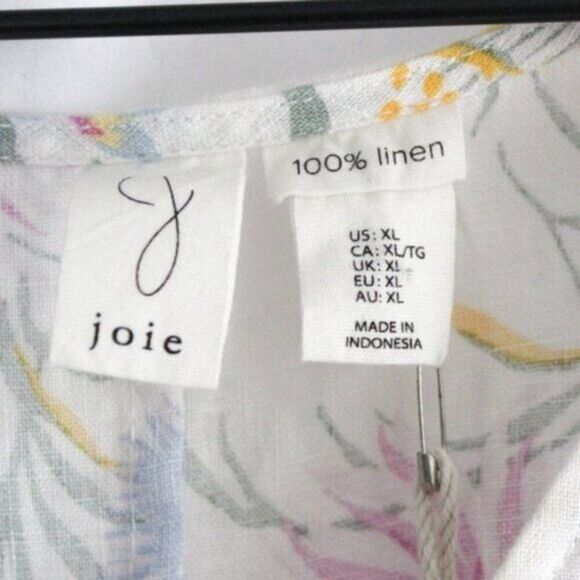 J
joie
100% linen
US: XL
CA: XL/TG
UK: XL
EU: XL
AU: XL
MADE IN
INDONESIA